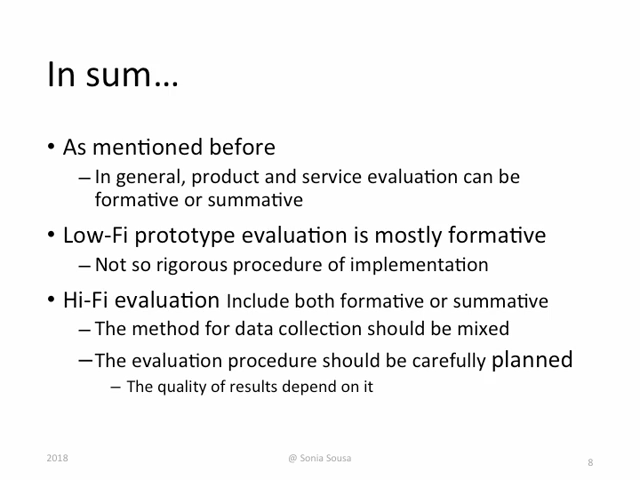 In sum...
• As mentioned before
– In general, product and service evaluation can be
formative or summative
• Low-Fi prototype evaluation is mostly formative
– Not so rigorous procedure of implementation
• Hi-Fi evaluation Include both formative or summative
– The method for data collection should be mixed
– The evaluation procedure should be carefully planned
– The quality of results depend on it
2018
@ Sonia Sousa
8